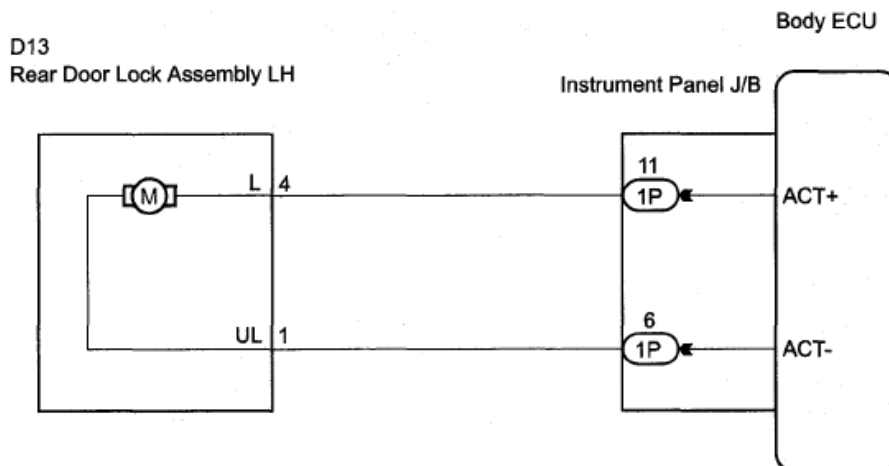 Body ECU
D13
Rear Door Lock Assembly LH
Instrument Panel J/B
M
L 4
11
1P
ACT+
UL 1
6
1P
ACT-